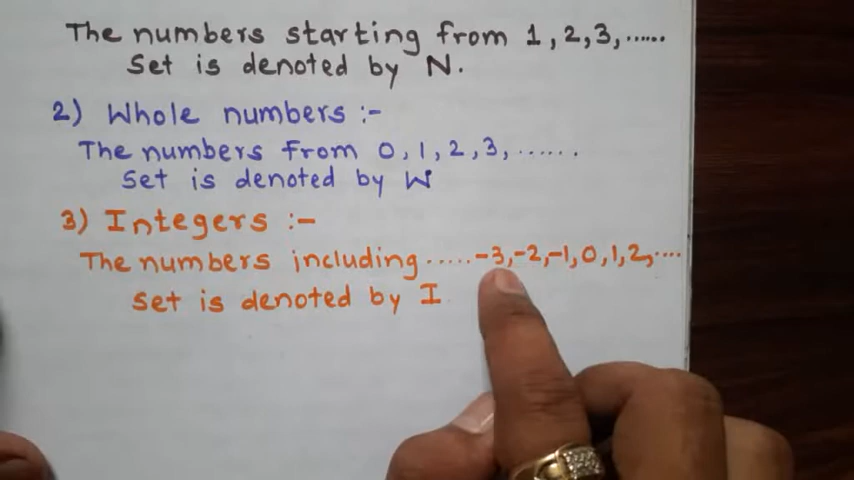 The numbers starting from 1, 2, 3, ......
Set is denoted by N.
2) Whole numbers :-
The numbers from 0, 1, 2, 3, .......
Set is denoted by W
3) Integers :-
The numbers including .....-3,-2,-1,0,1,2,....
Set is denoted by I